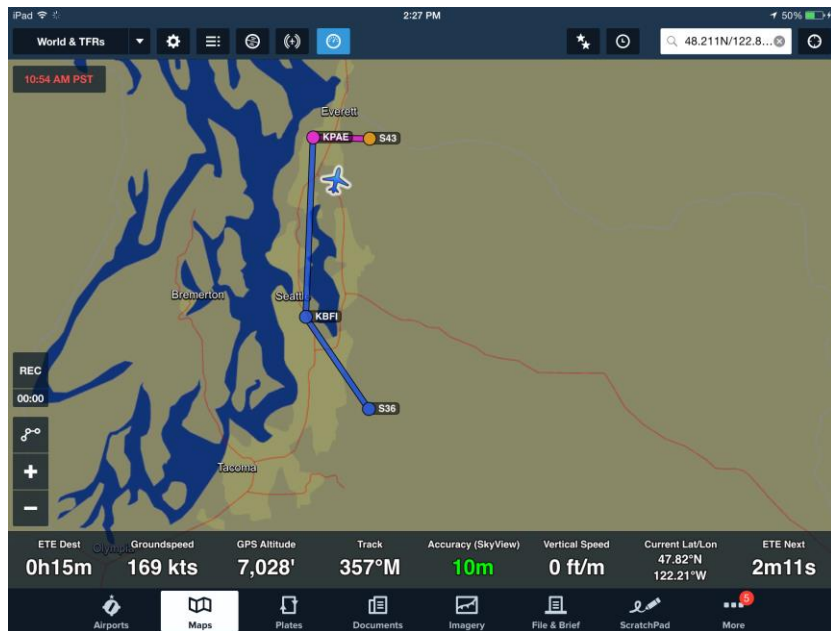 iPad
2:27 PM
50%
World & TFRs
48.211N/122.8...
10:54 AM PST
Everett
KPAE
S43
Bremerton
Seattle
KBFI
REC
00:00
S36
Tacoma
Olympia
ETE Dest
Groundspeed
GPS Altitude
Track
Accuracy (SkyView)
Vertical Speed
Current Lat/Lon
ETE Next
0h15m
169 kts
7,028'
357°M
10m
0 ft/m
47.82°N
122.21°W
2m11s
5
Airports
Maps
Plates
Documents
Imagery
File & Brief
ScratchPad
More